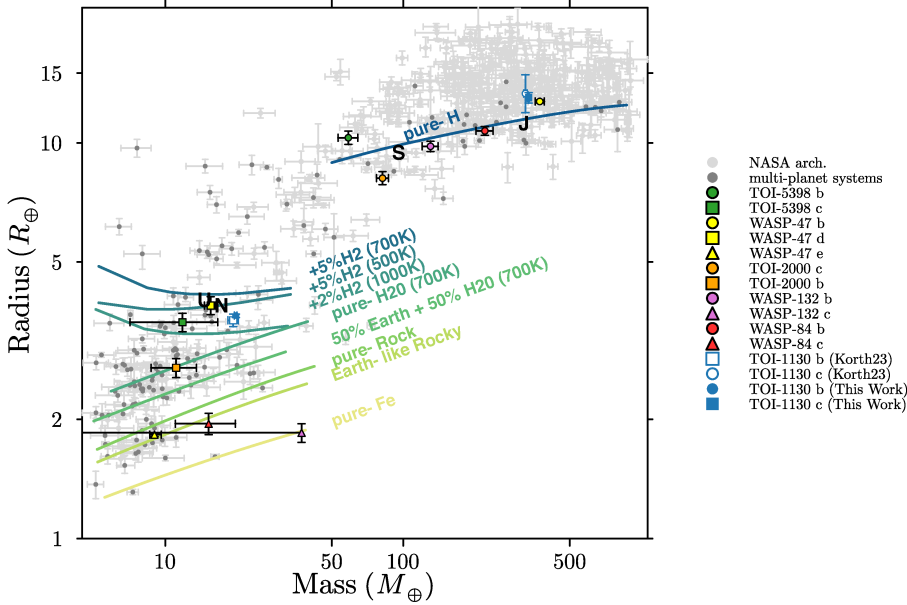 15
10
5
2
1
10
50
100
500
Radius (R⊕)
Mass (M⊕)
pure- H
J
S
U
N
+5%H2 (700K)
+5%H2 (500K)
+2%H2 (1000K)
pure- H20 (700K)
50% Earth + 50% H20 (700K)
pure- Rock
Earth- like Rocky
pure- Fe
NASA arch.
multi-planet systems
TOI-5398 b
TOI-5398 c
WASP-47 b
WASP-47 d
WASP-47 e
TOI-2000 c
TOI-2000 b
WASP-132 b
WASP-132 c
WASP-84 b
WASP-84 c
TOI-1130 b (Korth23)
TOI-1130 c (Korth23)
TOI-1130 b (This Work)
TOI-1130 c (This Work)